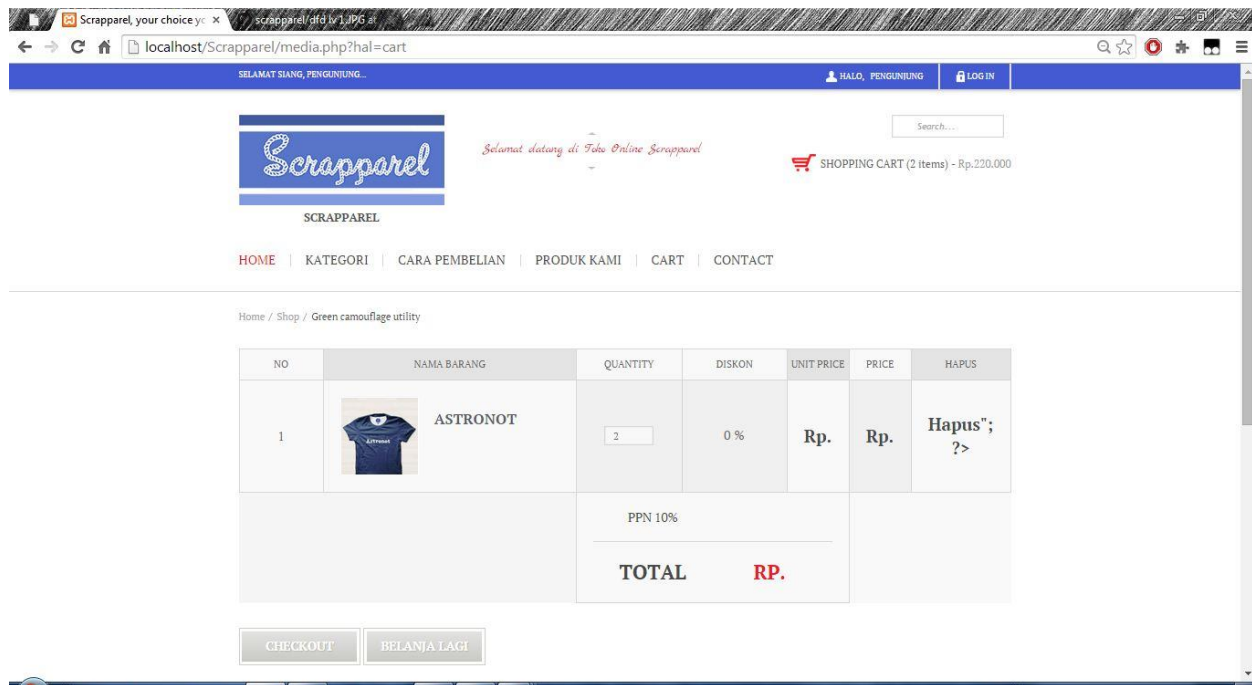 Scrapparel, your choice yo
scrapparel/dfd lv 1.JPG at
localhost/Scrapparel/media.php?hal=cart
SELAMAT SIANG, PENGUNJUNG...
HALO, PENGUNJUNG
LOG IN
Search...
Scrapparel
Selamat datang di Toko Online Scrapparel
SHOPPING CART (2 items) - Rp.220.000
SCRAPPAREL
HOME | KATEGORI | CARA PEMBELIAN | PRODUK KAMI | CART | CONTACT
Home / Shop / Green camouflage utility
NO NAMA BARANG QUANTITY DISKON UNIT PRICE PRICE HAPUS
1 ASTRONOT 2 0 % Rp. Rp. Hapus";
?>
Astronot
PPN 10%
TOTAL RP.
CHECKOUT BELANJA LAGI